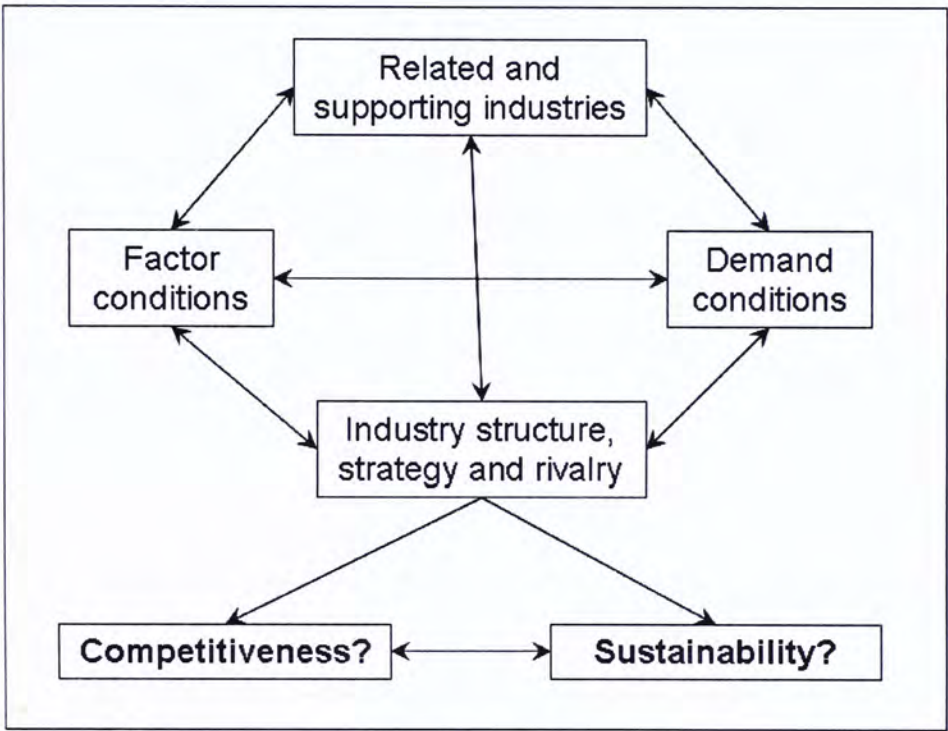 Related and
supporting industries
Factor
conditions
Demand
conditions
Industry structure,
strategy and rivalry
Competitiveness?
Sustainability?